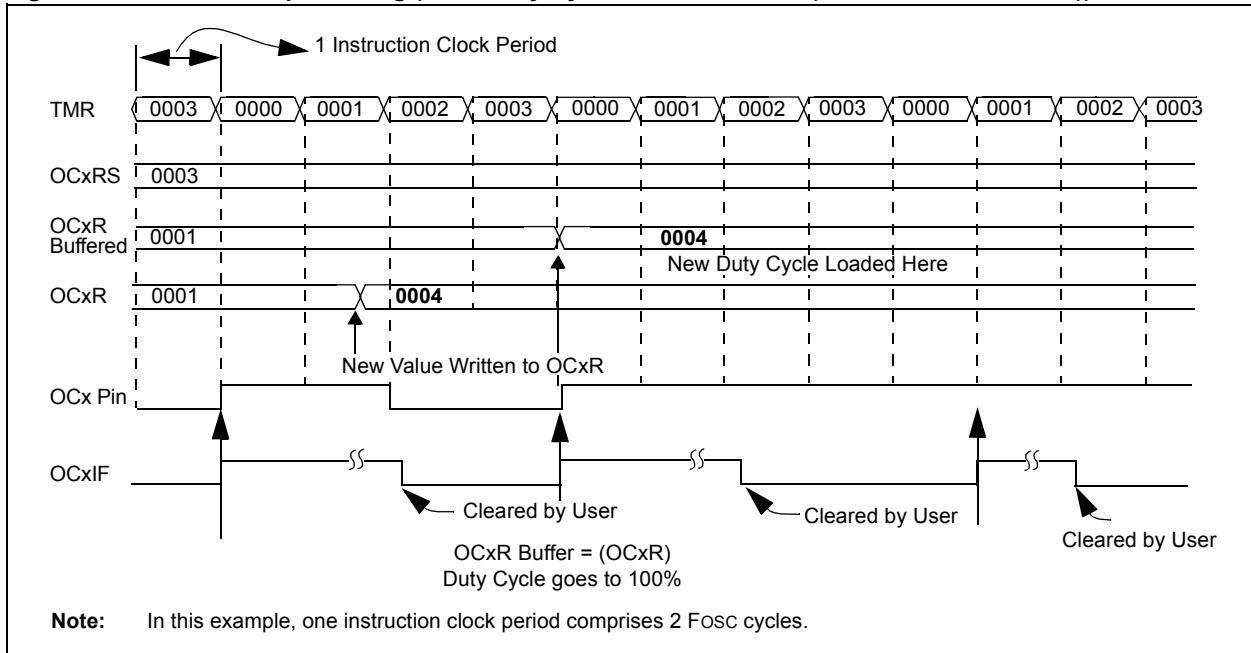 1 Instruction Clock Period
TMR 0003 0000 0001 0002 0003 0000 0001 0002 0003 0000 0001 0002 0003
OCxRS 0003
OCxR
Buffered 0001 0004
New Duty Cycle Loaded Here
OCxR 0001 0004
New Value Written to OCxR
OCx Pin
OCxIF
Cleared by User
Cleared by User
Cleared by User
OCxR Buffer = (OCxR)
Duty Cycle goes to 100%
Note: In this example, one instruction clock period comprises 2 FOSC cycles.